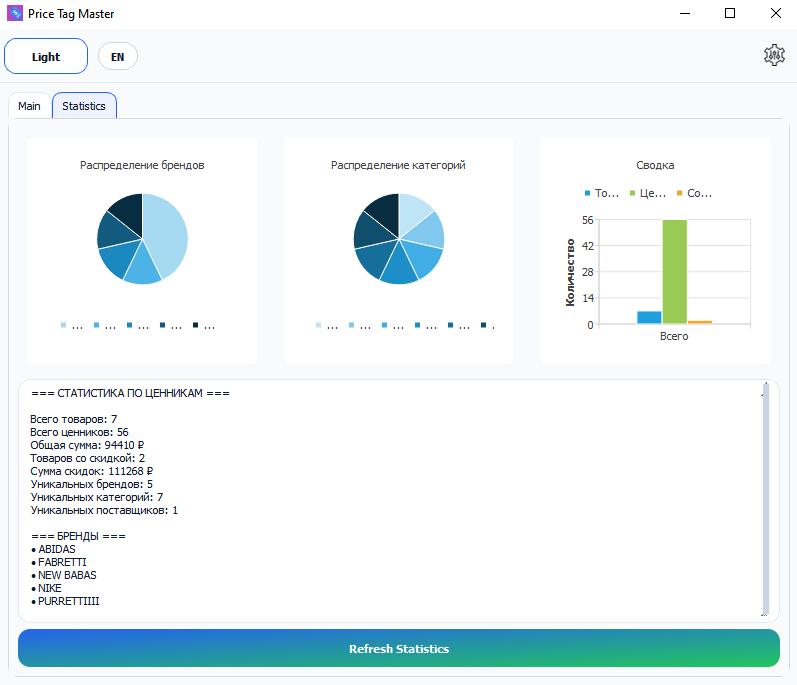 Price Tag Master
Light
EN
Main
Statistics
Распределение брендов
... ... ... ... ...
Распределение категорий
... ... ... ... ... .
Сводка
То... Це... Со...
56
42
28
14
0
Количество
Всего
=== СТАТИСТИКА ПО ЦЕННИКАМ ===
Всего товаров: 7
Всего ценников: 56
Общая сумма: 94410 ₽
Товаров со скидкой: 2
Сумма скидок: 111268 ₽
Уникальных брендов: 5
Уникальных категорий: 7
Уникальных поставщиков: 1
=== БРЕНДЫ ===
• ABIDAS
• FABRETTI
• NEW BABAS
• NIKE
• PURRETTIIII
Refresh Statistics